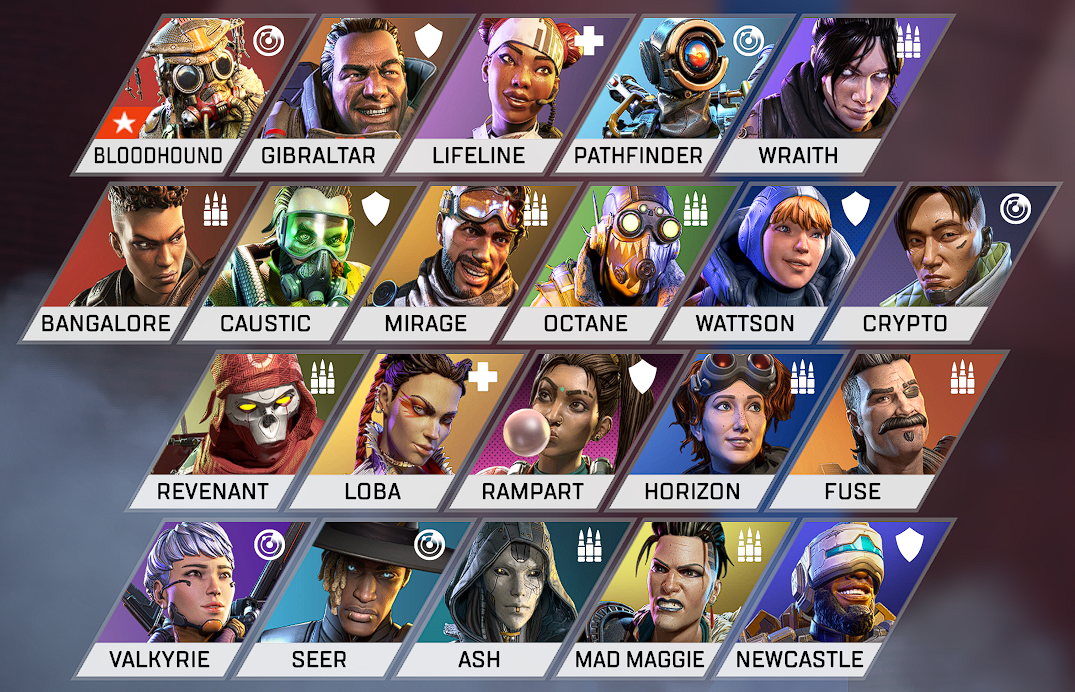 BLOODHOUND
GIBRALTAR
LIFELINE
PATHFINDER
WRAITH
BANGALORE
CAUSTIC
MIRAGE
OCTANE
WATTSON
CRYPTO
REVENANT
LOBA
RAMPART
HORIZON
FUSE
VALKYRIE
SEER
ASH
MAD MAGGIE
NEWCASTLE